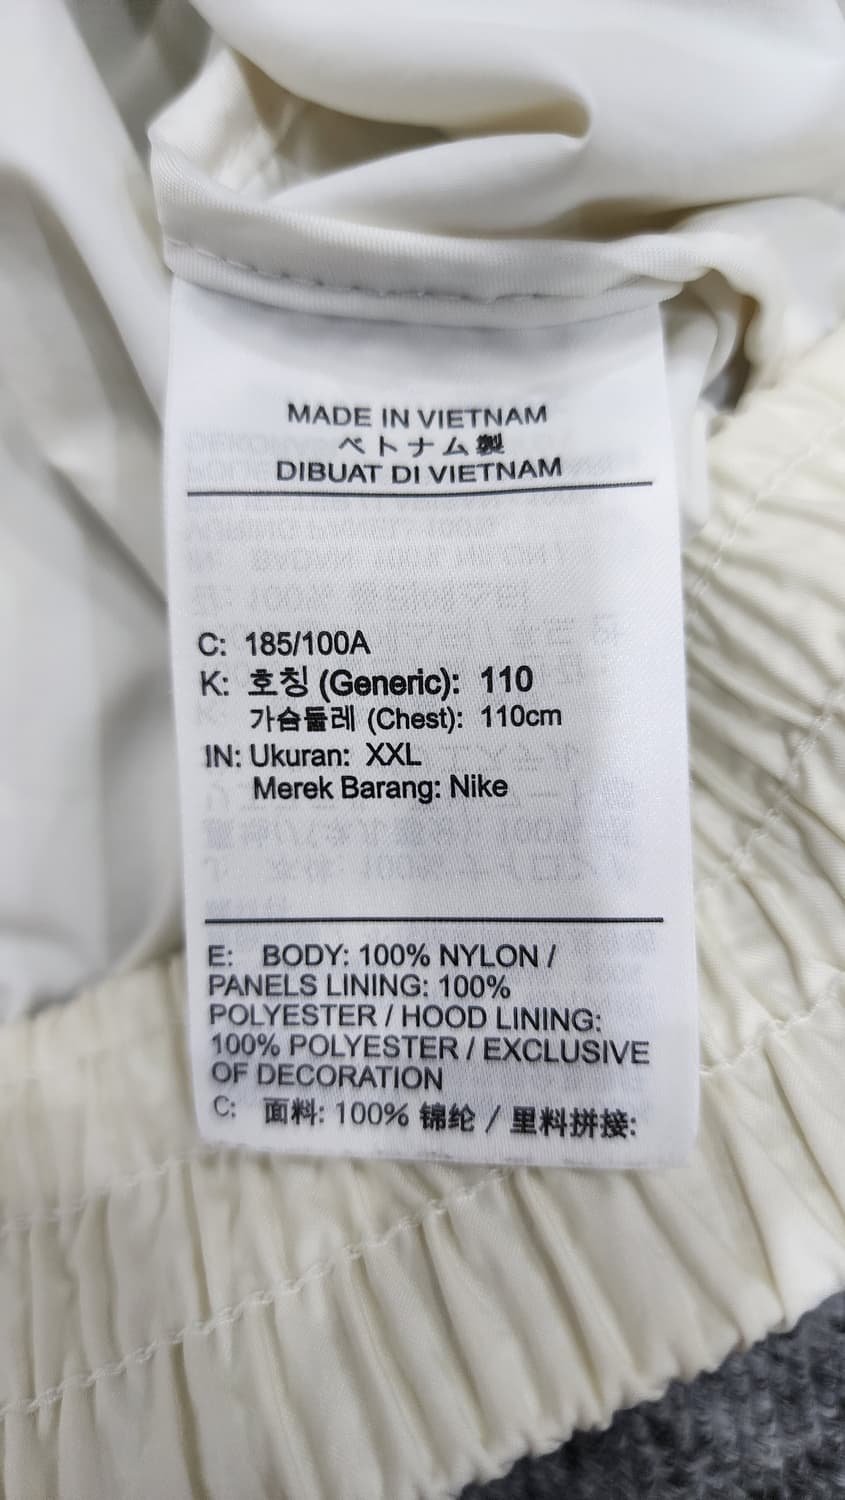 MADE IN VIETNAM
ベトナム製
DIBUAT DI VIETNAM
C: 185/100A
K: 호칭 (Generic): 110
가슴둘레 (Chest): 110cm
IN: Ukuran: XXL
Merek Barang: Nike
E: BODY: 100% NYLON /
PANELS LINING: 100%
POLYESTER / HOOD LINING:
100% POLYESTER / EXCLUSIVE
OF DECORATION
C: 面料: 100% 锦纶 / 里料拼接: